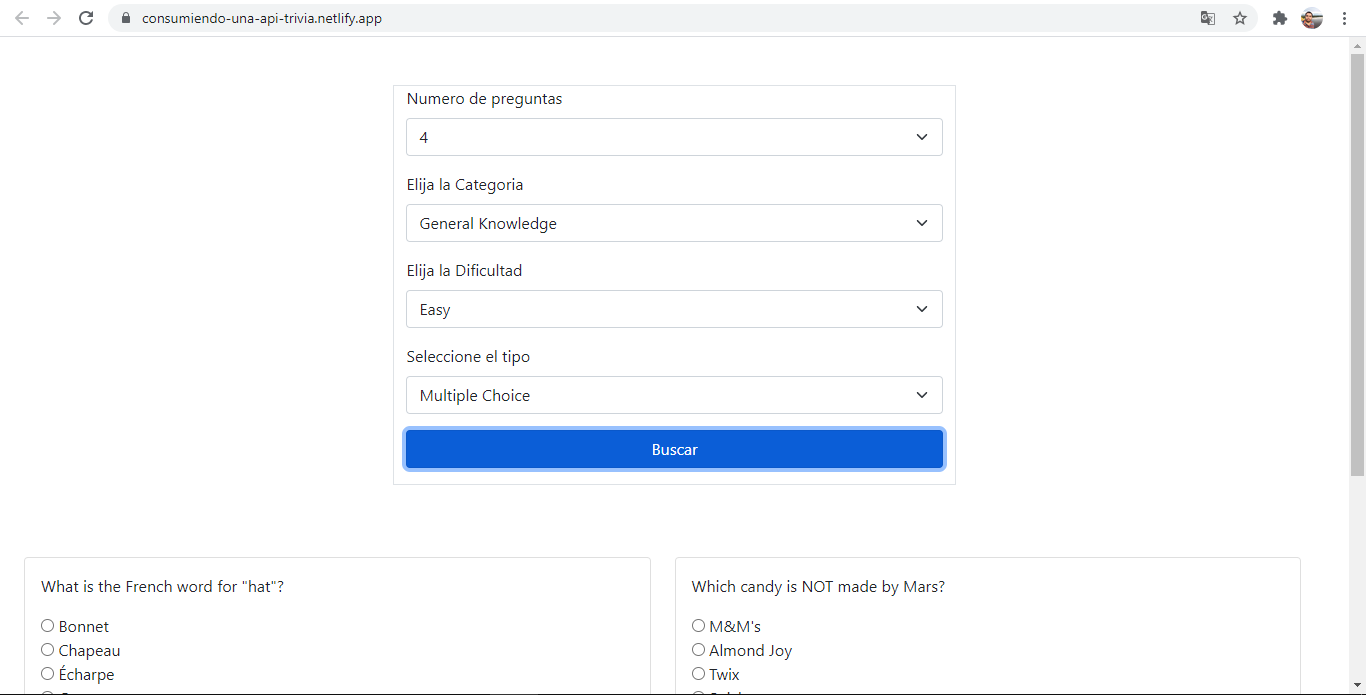 consumiendo-una-api-trivia.netlify.app
Numero de preguntas
4
Elija la Categoria
General Knowledge
Elija la Dificultad
Easy
Seleccione el tipo
Multiple Choice
Buscar
What is the French word for "hat"?
Bonnet
Chapeau
Écharpe
Which candy is NOT made by Mars?
M&M's
Almond Joy
Twix